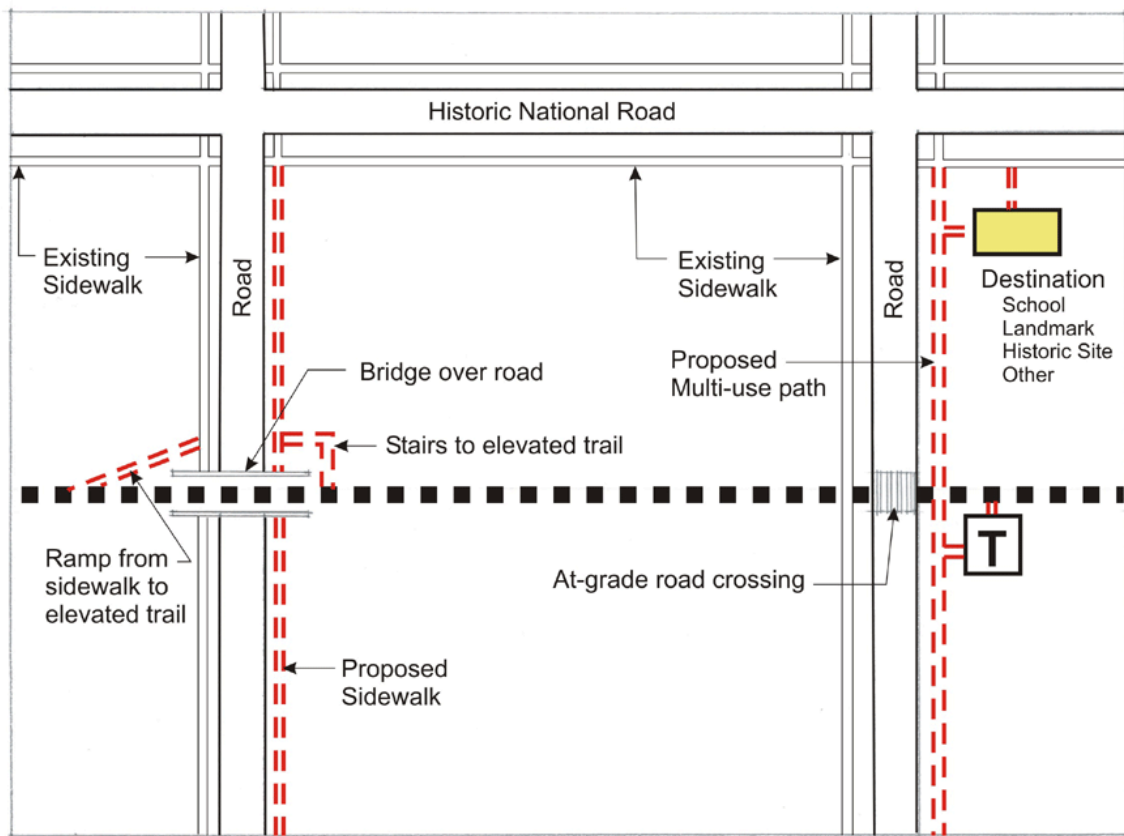 Historic National Road
Existing
Sidewalk
Road
Existing
Sidewalk
Road
Destination
School
Landmark
Historic Site
Other
Proposed
Multi-use path
Bridge over road
Stairs to elevated trail
Ramp from
sidewalk to
elevated trail
At-grade road crossing
T
Proposed
Sidewalk